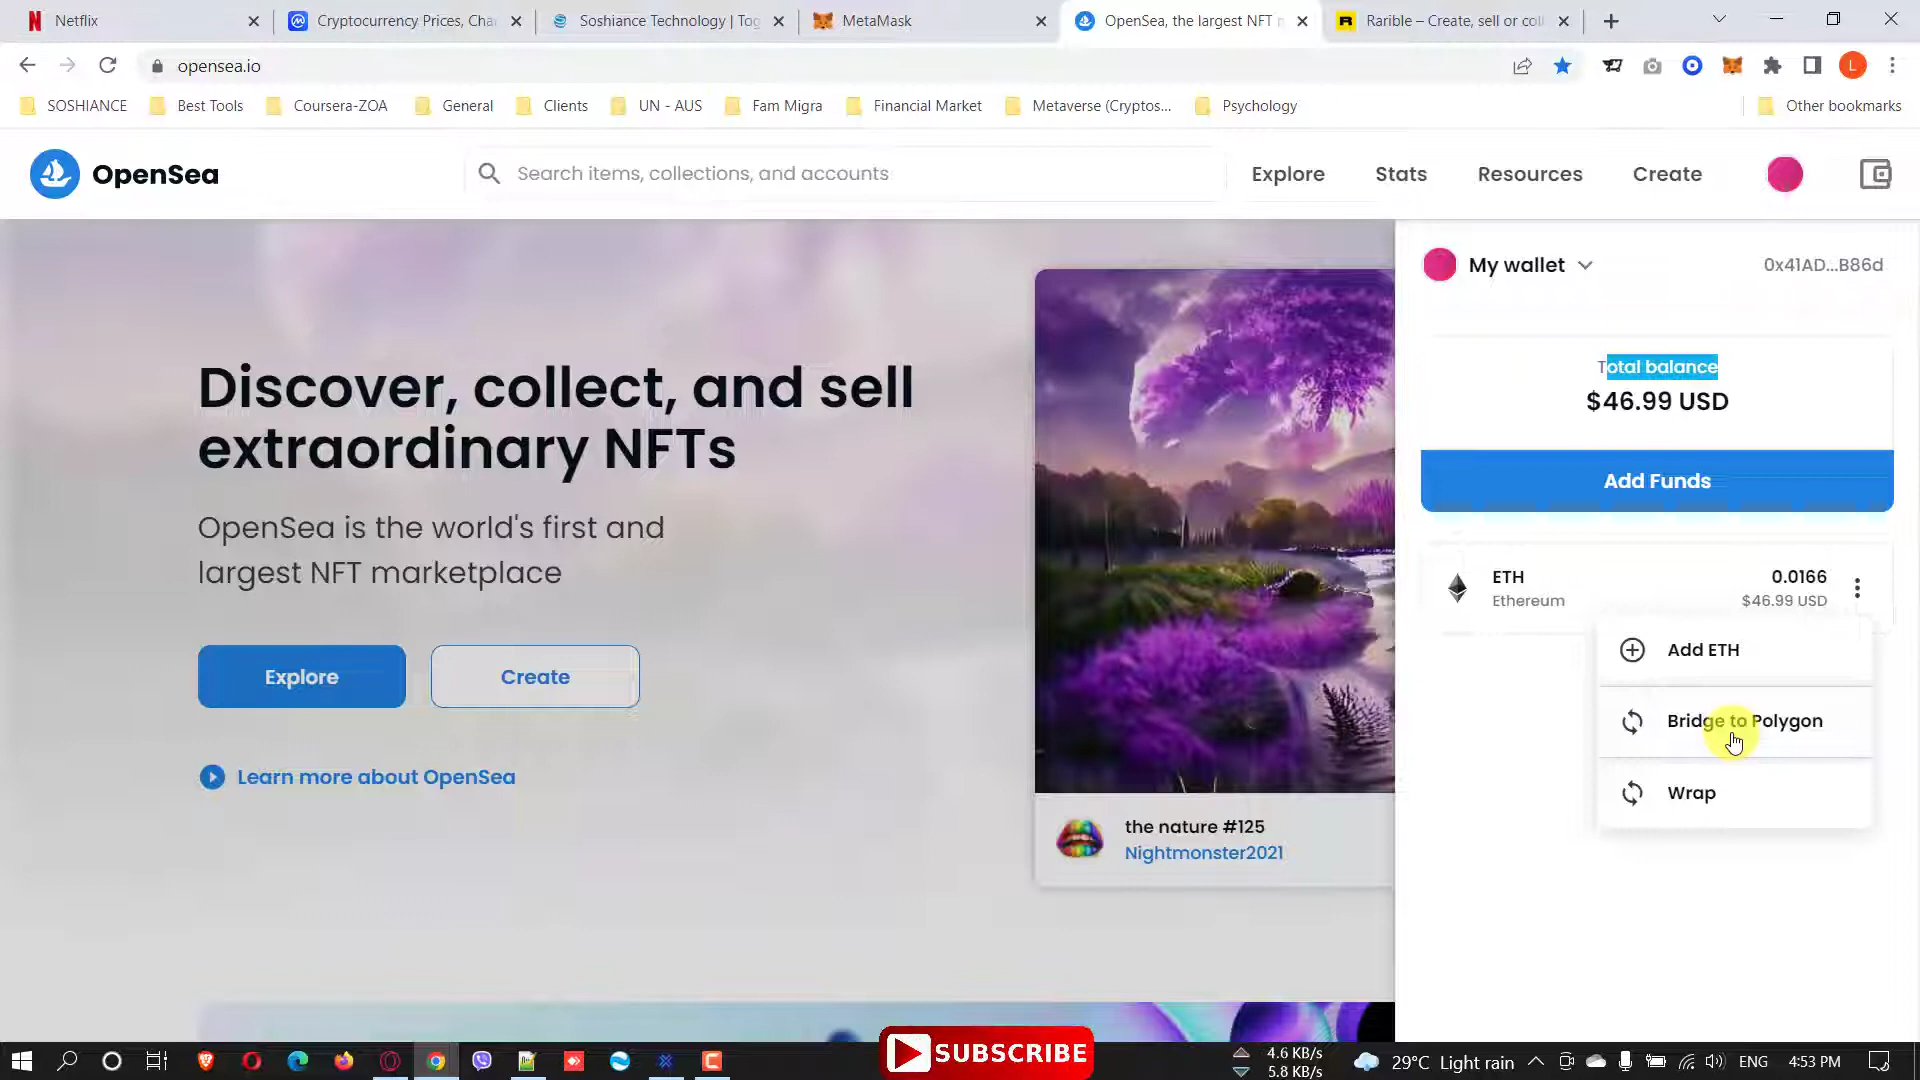 Netflix
Cryptocurrency Prices, Cha
Soshiance Technology | Tog
MetaMask
OpenSea, the largest NFT
Rarible – Create, sell or coll
opensea.io
L
SOSHIANCE
Best Tools
Coursera-ZOA
General
Clients
UN - AUS
Fam Migra
Financial Market
Metaverse (Cryptos...
Psychology
Other bookmarks
OpenSea
Search items, collections, and accounts
Explore
Stats
Resources
Create
My wallet
0x41AD...B86d
Total balance
$46.99 USD
Add Funds
Discover, collect, and sell
extraordinary NFTs
OpenSea is the world's first and
largest NFT marketplace
Explore
Create
Learn more about OpenSea
ETH
0.0166
Ethereum
$46.99 USD
Add ETH
Bridge to Polygon
Wrap
the nature #125
Nightmonster2021
SUBSCRIBE
4.6 KB/s
5.8 KB/s
29°C Light rain
ENG
4:53 PM